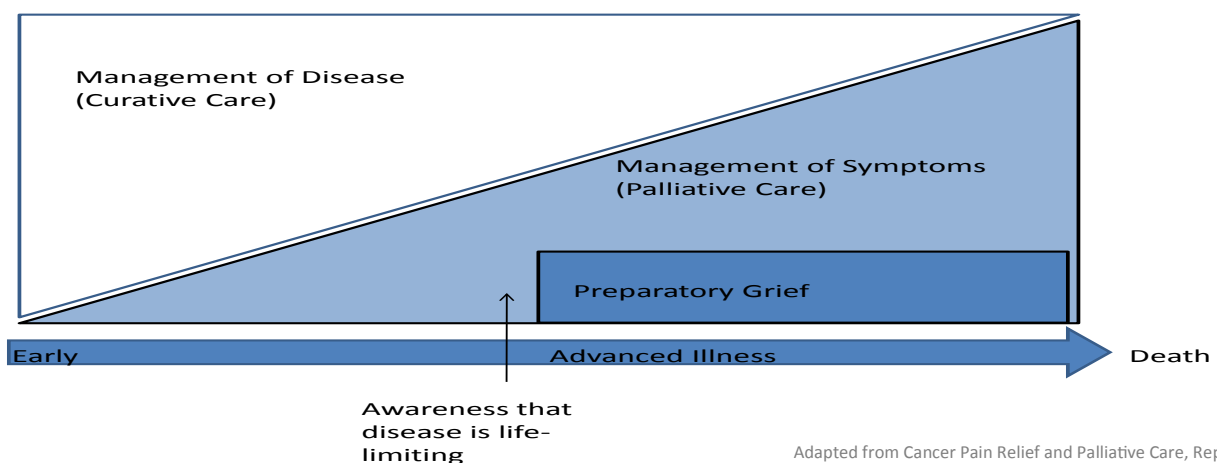 Management of Disease
(Curative Care)
Management of Symptoms
(Palliative Care)
Preparatory Grief
Early
Advanced Illness
Death
Awareness that
disease is life-
limiting
Adapted from Cancer Pain Relief and Palliative Care, Rep